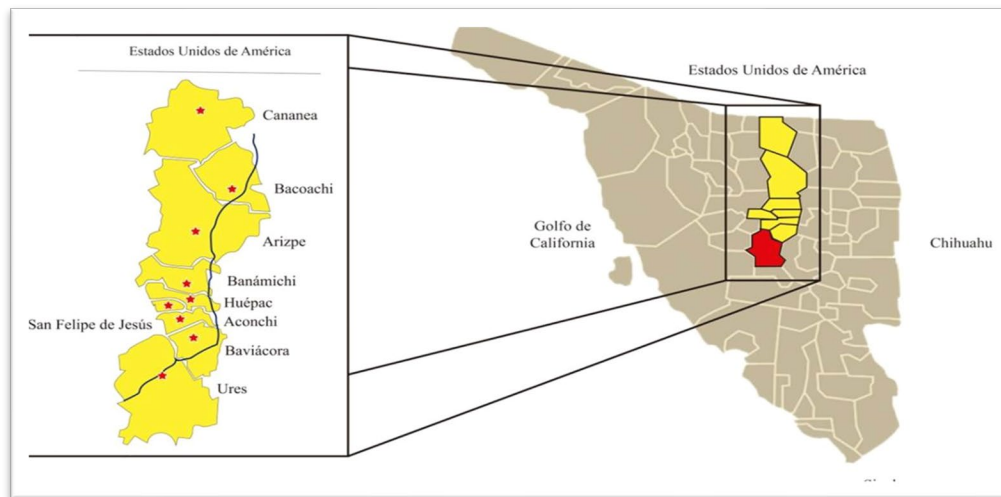 Estados Unidos de América
Cananea
Bacoachi
Arizpe
Banámichi
Huépac
San Felipe de Jesús
Aconchi
Baviácora
Ures
Estados Unidos de América
Golfo de
California
Chihuahu